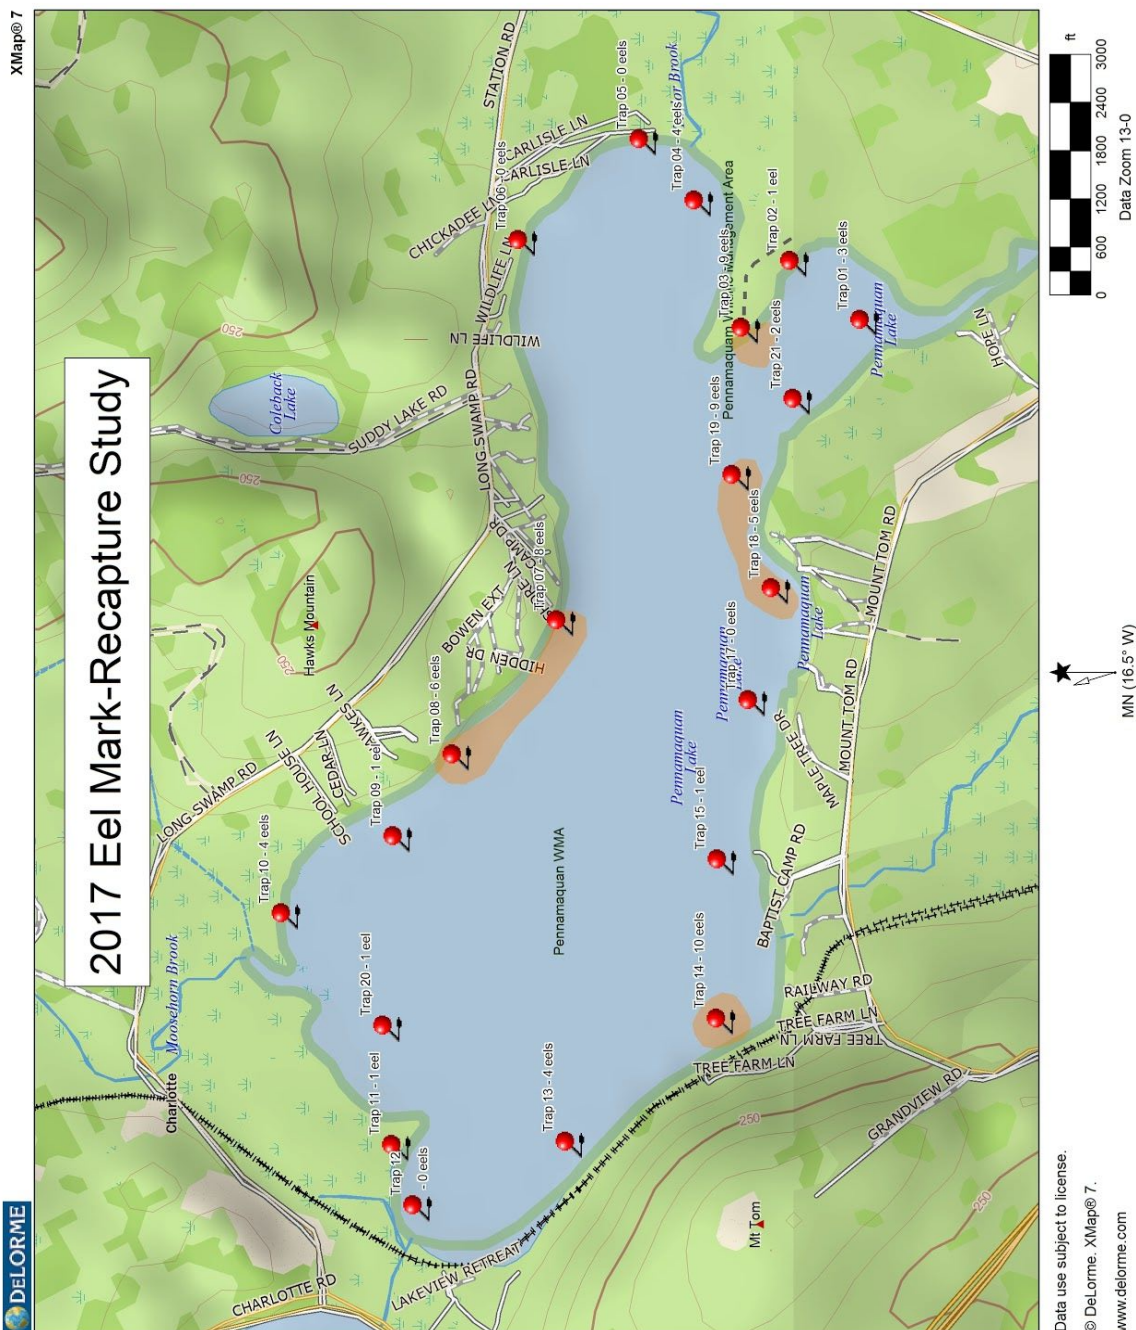 DELORME
XMap® 7
2017 Eel Mark-Recapture Study
CHARLOTTE RD
Charlotte
Moosehorn Brook
LONG SWAMP RD
SCHOOL HOUSE LN
CEDAR LN
HAWKES LN
Hawks Mountain
250
250
250
Coleback
Lake
SUDDY LAKE RD
LONG SWAMP RD
WILDLIFE LN
WILDLIFE LN
CHICKADEE LN
STATION RD
CARLISLE LN
CARLISLE LN
BOWEN EXT
HIDDEN DR
CAMP DR
Trap 12
- 0 eels
Trap 11 - 1 eel
Trap 20 - 1 eel
Trap 10 - 4 eels
Trap 09 - 1 eel
Trap 08 - 6 eels
Trap 07 - 8 eels
Trap 06 - 0 eels
Trap 05 - 0 eels
Trap 04 - 4 eels
Trap 13 - 4 eels
Trap 14 - 10 eels
Trap 15 - 1 eel
Trap 17 - 0 eels
Trap 18 - 5 eels
Trap 19 - 9 eels
Trap 21 - 2 eels
Trap 03 - 9 eels
Trap 02 - 1 eel
Trap 01 - 3 eels
Pennamaquan WMA
Pennamaquan
Lake
Pennamaquan
Lake
Pennamaquan
Lake
Pennamaquan
Lake
LAKEVIEW RETREAT
TREE FARM LN
TREE FARM LN
TREE FARM LN
RAILWAY RD
BAPTIST CAMP RD
MAPLE TREE DR
MOUNT TOM RD
MOUNT TOM RD
HOPE LN
GRANDVIEW RD
Mt Tom
250
250
Data use subject to license.
© DeLorme. XMap® 7.
www.delorme.com
MN (16.5° W)
ft
0 600 1200 1800 2400 3000
Data Zoom 13-0